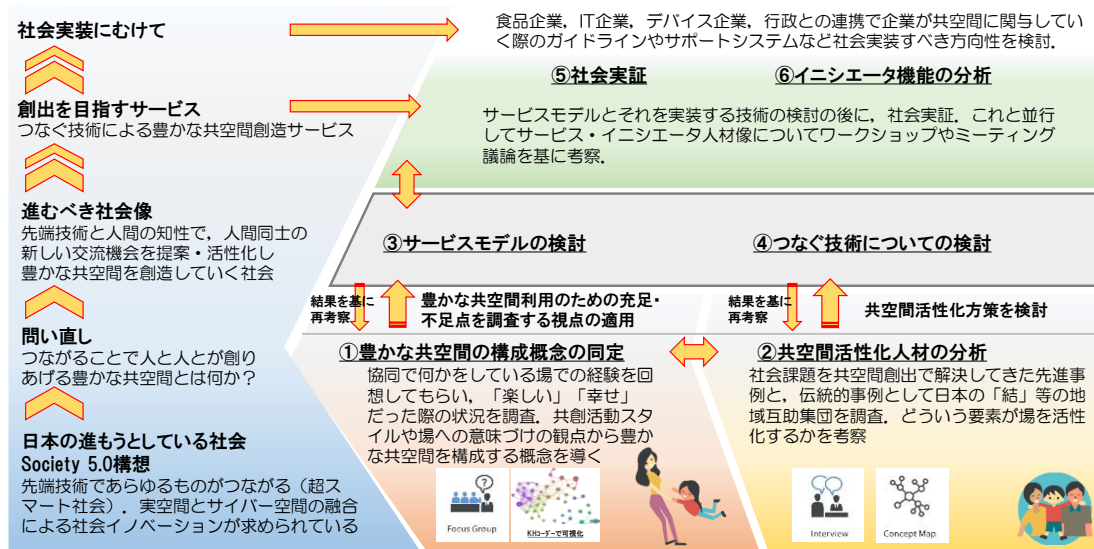 社会実装にむけて
食品企業，IT企業，デバイス企業，行政との連携で企業が共空間に関与してい
く際のガイドラインやサポートシステムなど社会実装すべき方向性を検討．
⑤社会実証
⑥イニシエータ機能の分析
創出を目指すサービス
つなぐ技術による豊かな共空間創造サービス
サービスモデルとそれを実装する技術の検討の後に，社会実証．これと並行
してサービス・イニシエータ人材像についてワークショップやミーティング
議論を基に考察．
進むべき社会像
先端技術と人間の知性で，人間同士の
新しい交流機会を提案・活性化し
豊かな共空間を創造していく社会
③サービスモデルの検討
④つなぐ技術についての検討
結果を基に
再考察
豊かな共空間利用のための充足・
不足点を調査する視点の適用
結果を基に
再考察
共空間活性化方策を検討
問い直し
つながることで人と人とが創り
あげる豊かな共空間とは何か？
①豊かな共空間の構成概念の同定
協同で何かをしている場での経験を回
想してもらい，「楽しい」「幸せ」
だった際の状況を調査．共創活動スタ
イルや場への意味づけの観点から豊か
な共空間を構成する概念を導く
②共空間活性化人材の分析
社会課題を共空間創出で解決してきた先進事
例と，伝統的事例として日本の「結」等の地
域互助集団を調査．どういう要素が場を活性
化するかを考察
日本の進もうとしている社会
Society 5.0構想
先端技術であらゆるものがつながる（超ス
マート社会）．実空間とサイバー空間の融合
による社会イノベーションが求められている
?
Focus Group
KHコーダーで可視化
Interview
Concept Map